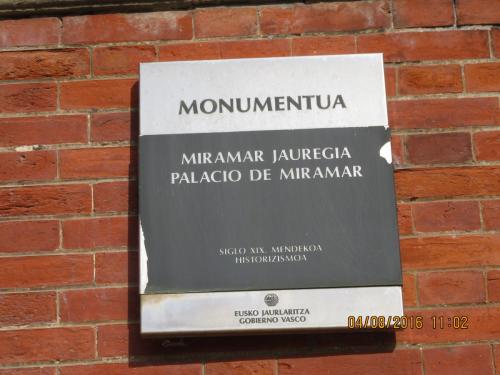 MONUMENTUA
MIRAMAR JAUREGIA
PALACIO DE MIRAMAR
SIGLO XIX. MENDEKOA
HISTORIZISMOA
EUSKO JAURLARITZA
GOBIERNO VASCO
04/08/2016 11:02